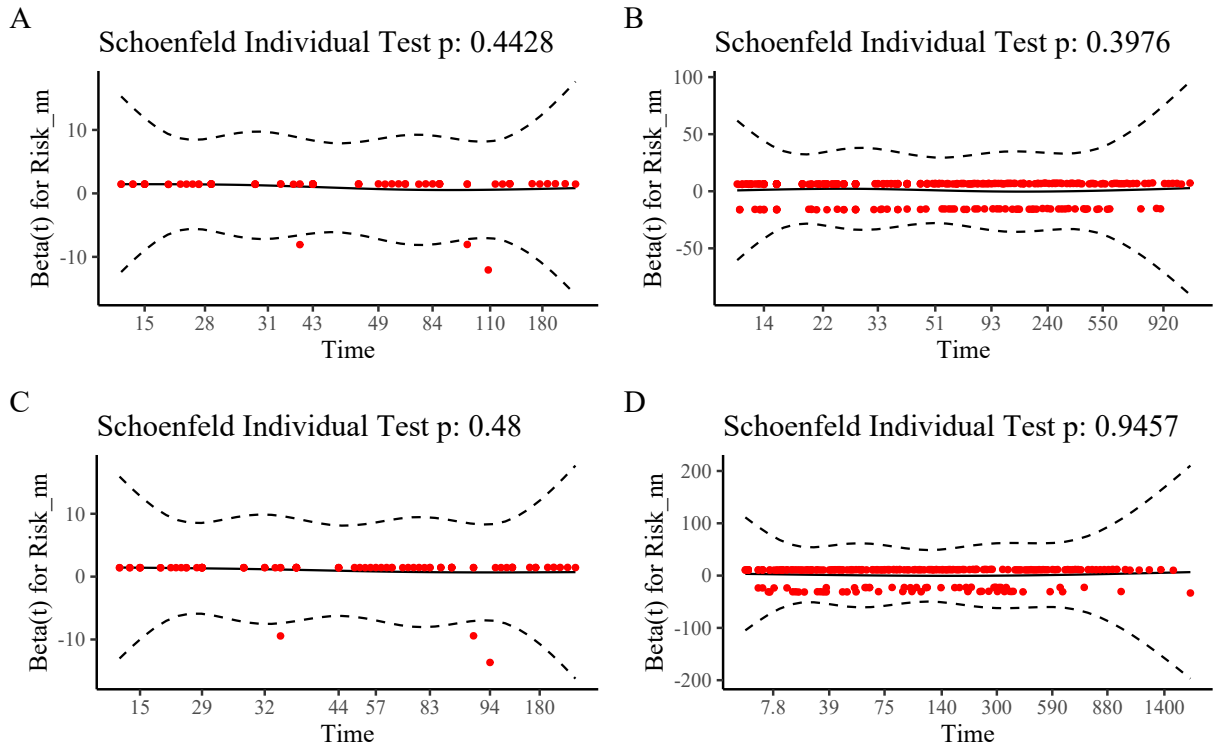 A
Schoenfeld Individual Test p: 0.4428
Beta(t) for Risk_nn
10
0
-10
15 28 31 43 49 84 110 180
Time
B
Schoenfeld Individual Test p: 0.3976
Beta(t) for Risk_nn
100
50
0
-50
14 22 33 51 93 240 550 920
Time
C
Schoenfeld Individual Test p: 0.48
Beta(t) for Risk_nn
10
0
-10
15 29 32 44 57 83 94 180
Time
D
Schoenfeld Individual Test p: 0.9457
Beta(t) for Risk_nn
200
100
0
-100
-200
7.8 39 75 140 300 590 880 1400
Time